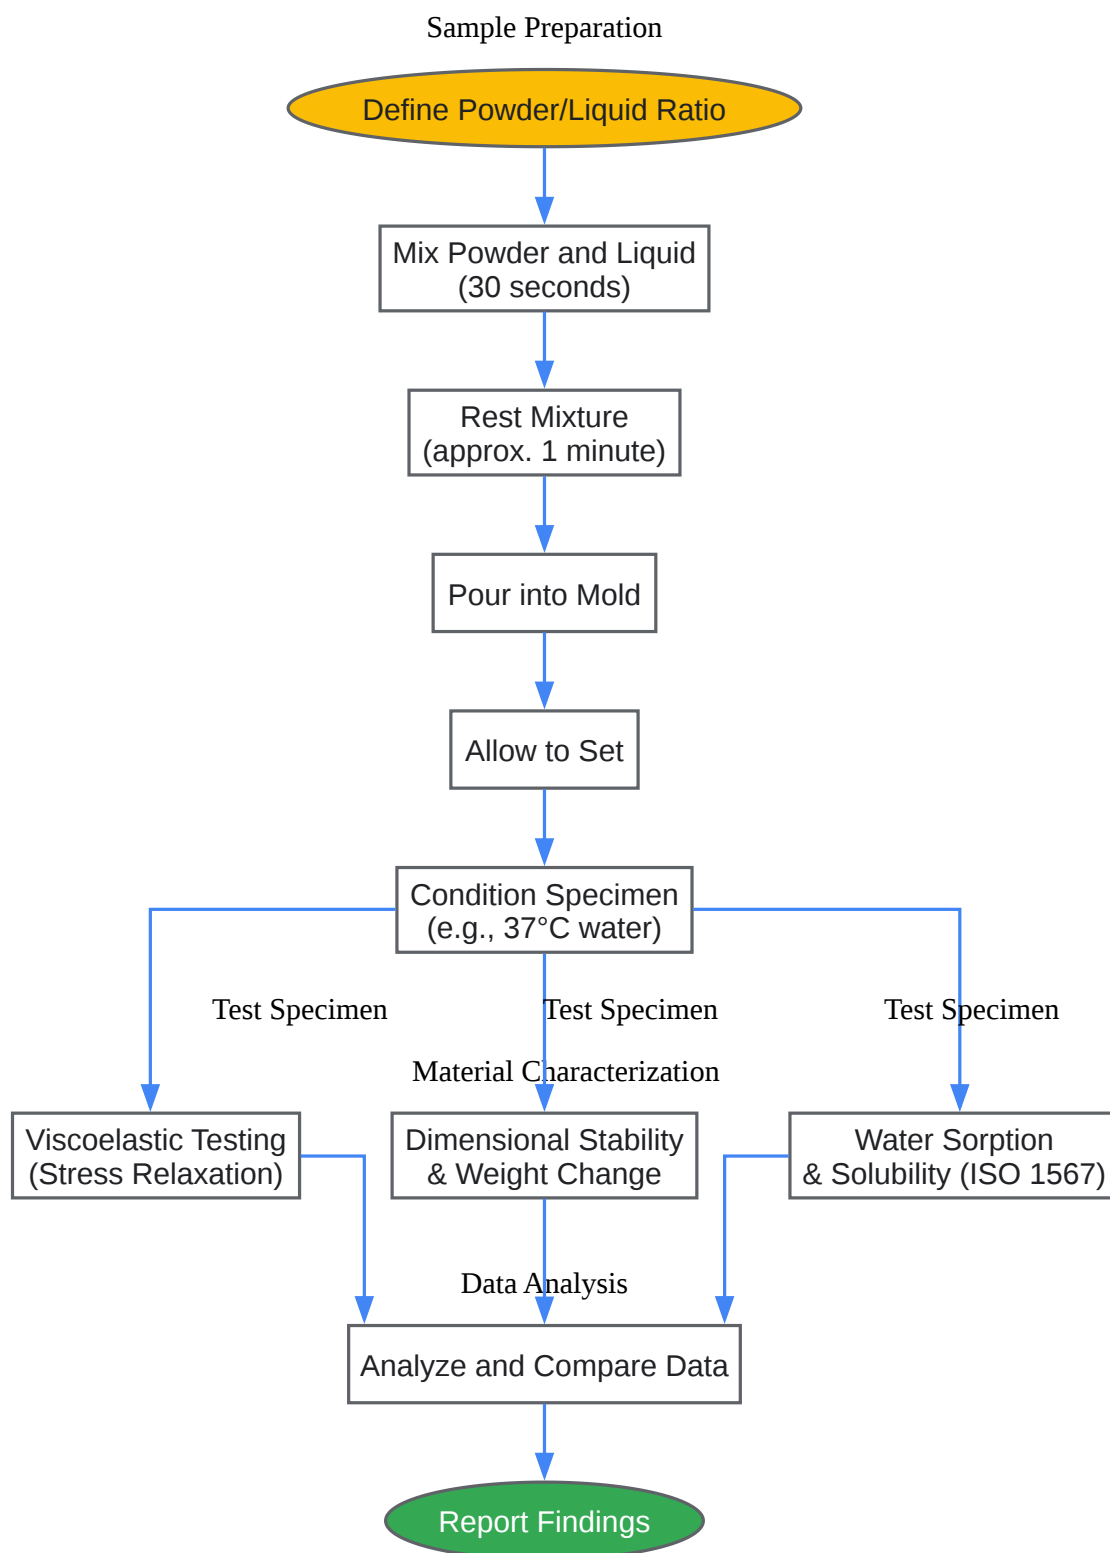 Sample Preparation
Define Powder/Liquid Ratio
Mix Powder and Liquid
(30 seconds)
Rest Mixture
(approx. 1 minute)
Pour into Mold
Allow to Set
Condition Specimen
(e.g., 37°C water)
Test Specimen
Test Specimen
Test Specimen
Material Characterization
Viscoelastic Testing
(Stress Relaxation)
Dimensional Stability
& Weight Change
Water Sorption
& Solubility (ISO 1567)
Data Analysis
Analyze and Compare Data
Report Findings